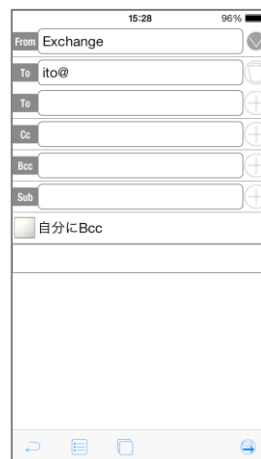 15:28 96%
From Exchange
To ito@
To
Cc
Bcc
Sub
自分にBcc